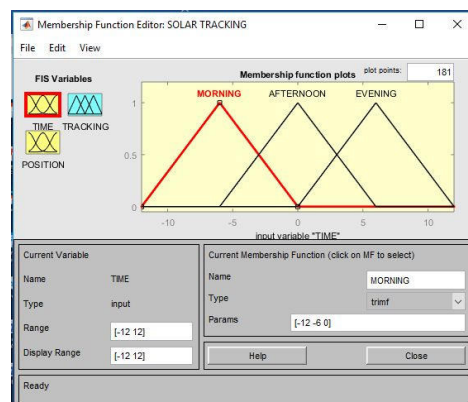 Membership Function Editor: SOLAR TRACKING
File Edit View
FIS Variables
TIME TRACKING
POSITION
Membership function plots
plot points: 181
MORNING AFTERNOON EVENING
1
0.5
0
-10 -5 0 5 10
input variable "TIME"
Current Variable
Name TIME
Type input
Range [-12 12]
Display Range [-12 12]
Current Membership Function (click on MF to select)
Name MORNING
Type trimf
Params [-12 -6 0]
Help Close
Ready